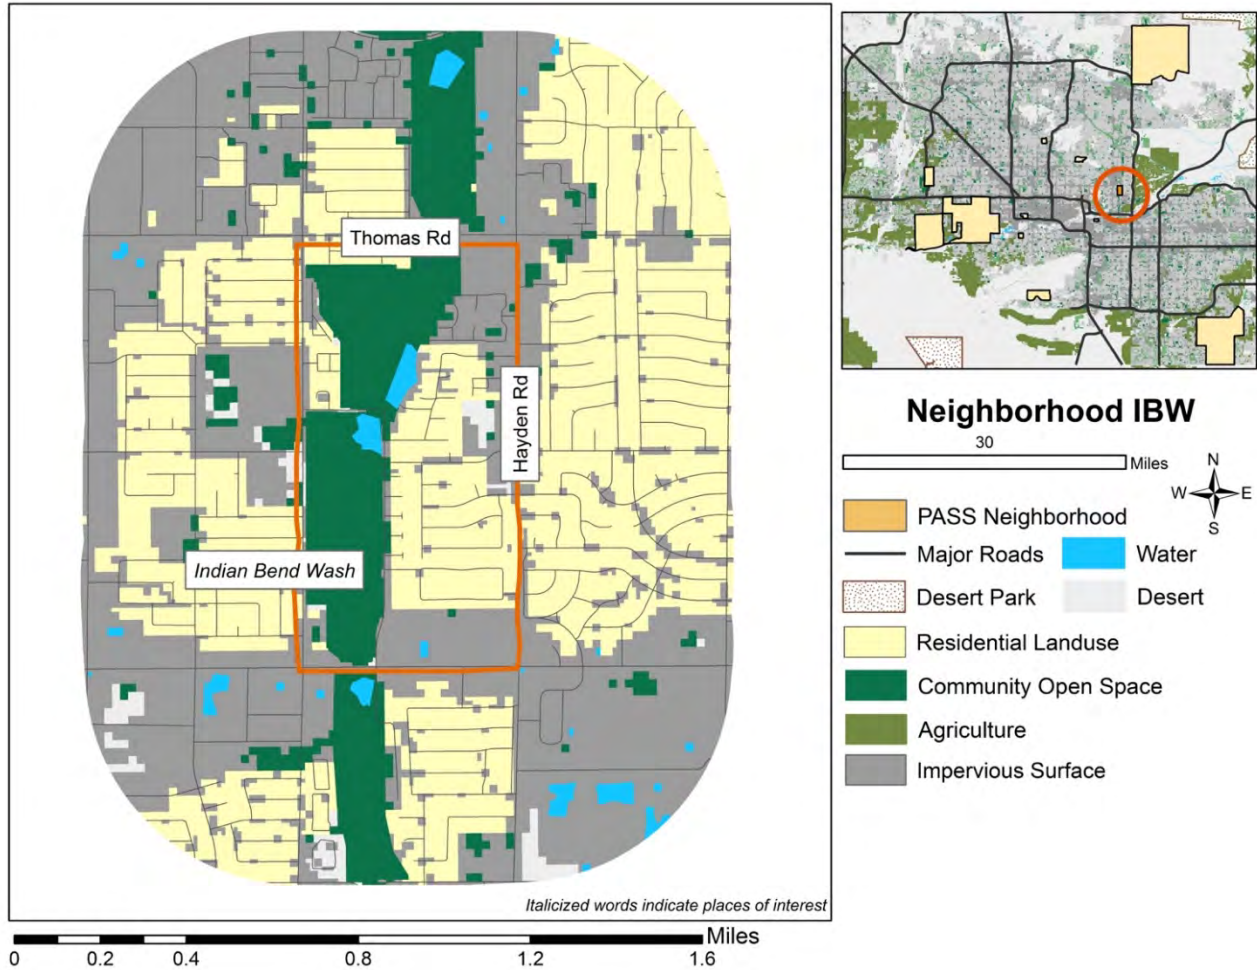 Thomas Rd
Hayden Rd
Indian Bend Wash
Italicized words indicate places of interest
Miles
0 0.2 0.4 0.8 1.2 1.6
Neighborhood IBW
30
Miles
N
W E
S
PASS Neighborhood
Major Roads
Water
Desert Park
Desert
Residential Landuse
Community Open Space
Agriculture
Impervious Surface